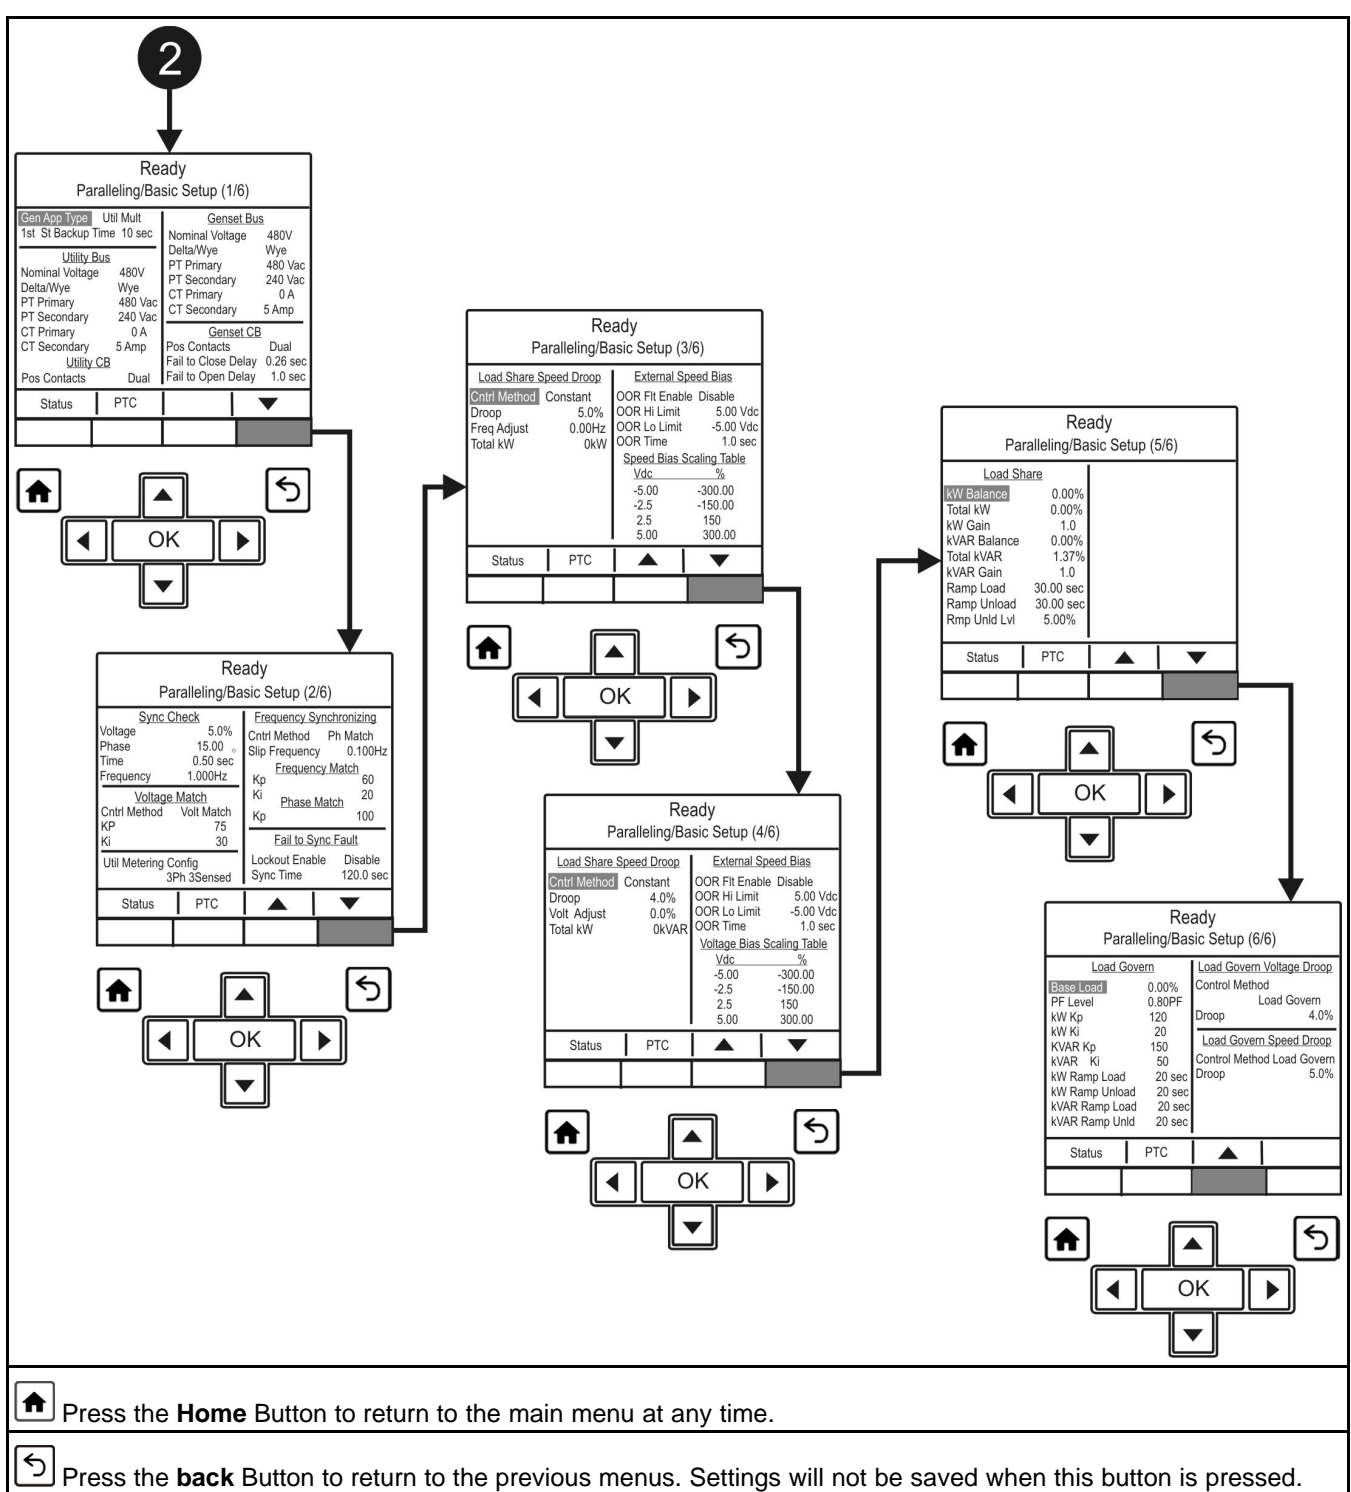 2
Ready
Paralleling/Basic Setup (1/6)
Gen App Type Util Mult
1st St Backup Time 10 sec
Utility Bus
Nominal Voltage 480V
Delta/Wye Wye
PT Primary 480 Vac
PT Secondary 240 Vac
CT Primary 0 A
CT Secondary 5 Amp
Utility CB
Pos Contacts Dual
Genset Bus
Nominal Voltage 480V
Delta/Wye Wye
PT Primary 480 Vac
PT Secondary 240 Vac
CT Primary 0 A
CT Secondary 5 Amp
Genset CB
Pos Contacts Dual
Fail to Close Delay 0.26 sec
Fail to Open Delay 1.0 sec
Status PTC
OK
Ready
Paralleling/Basic Setup (2/6)
Sync Check
Voltage 5.0%
Phase 15.00 °
Time 0.50 sec
Frequency 1.000Hz
Voltage Match
Cntrl Method Volt Match
KP 75
Ki 30
Util Metering Config
3Ph 3Sensed
Frequency Synchronizing
Cntrl Method Ph Match
Slip Frequency 0.100Hz
Frequency Match
Kp 60
Ki 20
Phase Match
Kp 100
Fail to Sync Fault
Lockout Enable Disable
Sync Time 120.0 sec
Status PTC
OK
Ready
Paralleling/Basic Setup (3/6)
Load Share Speed Droop
Cntrl Method Constant
Droop 5.0%
Freq Adjust 0.00Hz
Total kW 0kW
External Speed Bias
OOR Flt Enable Disable
OOR Hi Limit 5.00 Vdc
OOR Lo Limit -5.00 Vdc
OOR Time 1.0 sec
Speed Bias Scaling Table
Vdc %
-5.00 -300.00
-2.5 -150.00
2.5 150
5.00 300.00
Status PTC
OK
Ready
Paralleling/Basic Setup (4/6)
Load Share Speed Droop
Cntrl Method Constant
Droop 4.0%
Volt Adjust 0.0%
Total kW 0kVAR
External Speed Bias
OOR Flt Enable Disable
OOR Hi Limit 5.00 Vdc
OOR Lo Limit -5.00 Vdc
OOR Time 1.0 sec
Voltage Bias Scaling Table
Vdc %
-5.00 -300.00
-2.5 -150.00
2.5 150
5.00 300.00
Status PTC
OK
Ready
Paralleling/Basic Setup (5/6)
Load Share
kW Balance 0.00%
Total kW 0.00%
kW Gain 1.0
kVAR Balance 0.00%
Total kVAR 1.37%
kVAR Gain 1.0
Ramp Load 30.00 sec
Ramp Unload 30.00 sec
Rmp Unld Lvl 5.00%
Status PTC
OK
Ready
Paralleling/Basic Setup (6/6)
Load Govern
Base Load 0.00%
PF Level 0.80PF
kW Kp 120
kW Ki 20
KVAR Kp 150
kVAR Ki 50
kW Ramp Load 20 sec
kW Ramp Unload 20 sec
kVAR Ramp Load 20 sec
kVAR Ramp Unld 20 sec
Load Govern Voltage Droop
Control Method
Load Govern
Droop 4.0%
Load Govern Speed Droop
Control Method Load Govern
Droop 5.0%
Status PTC
OK
Press the Home Button to return to the main menu at any time.
Press the back Button to return to the previous menus. Settings will not be saved when this button is pressed.